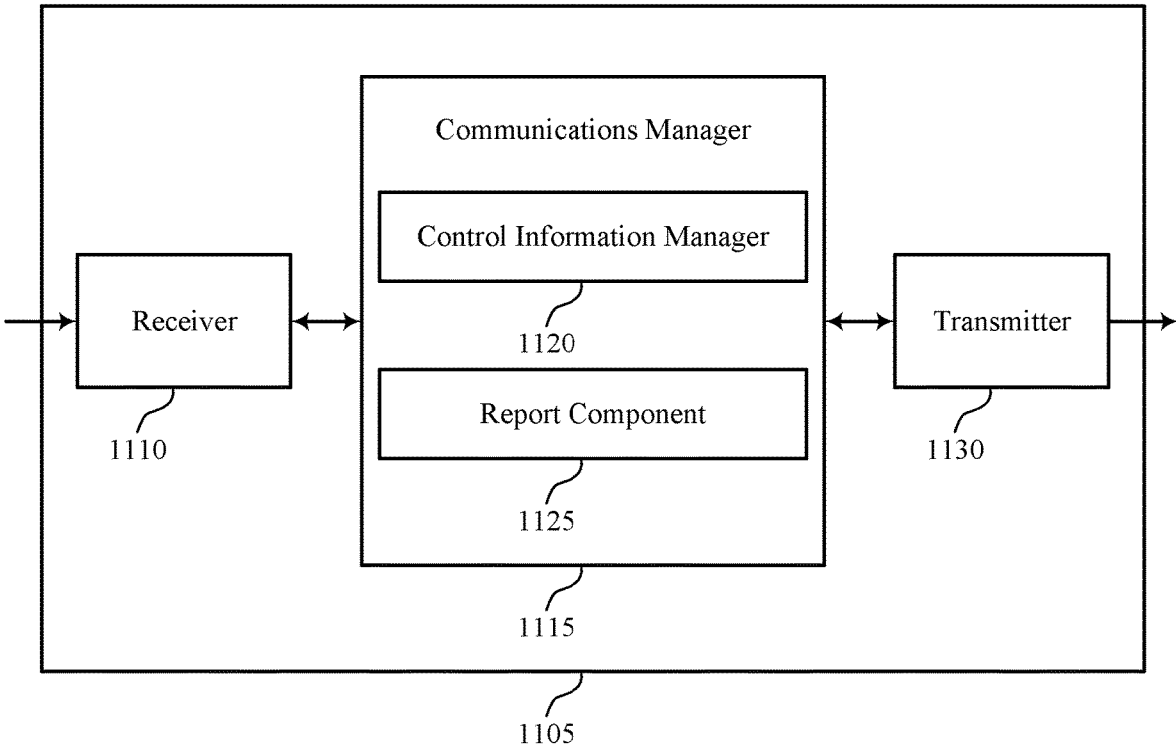 Communications Manager
Control Information Manager
1120
Receiver
1110
Transmitter
1130
Report Component
1125
1115
1105